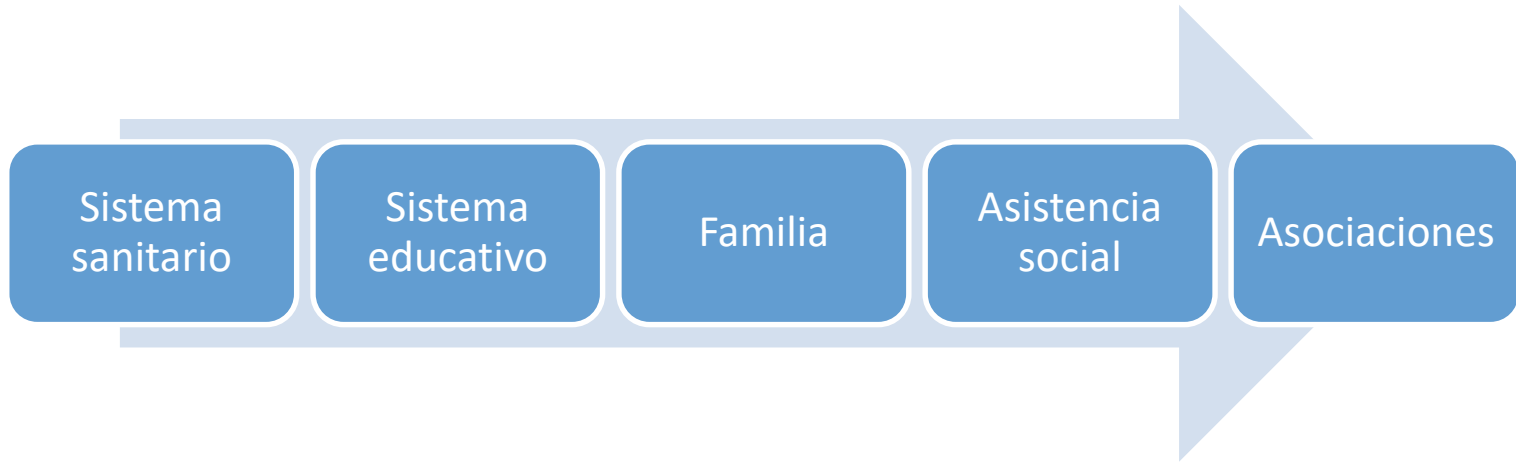 Sistema
sanitario
Sistema
educativo
Familia
Asistencia
social
Asociaciones